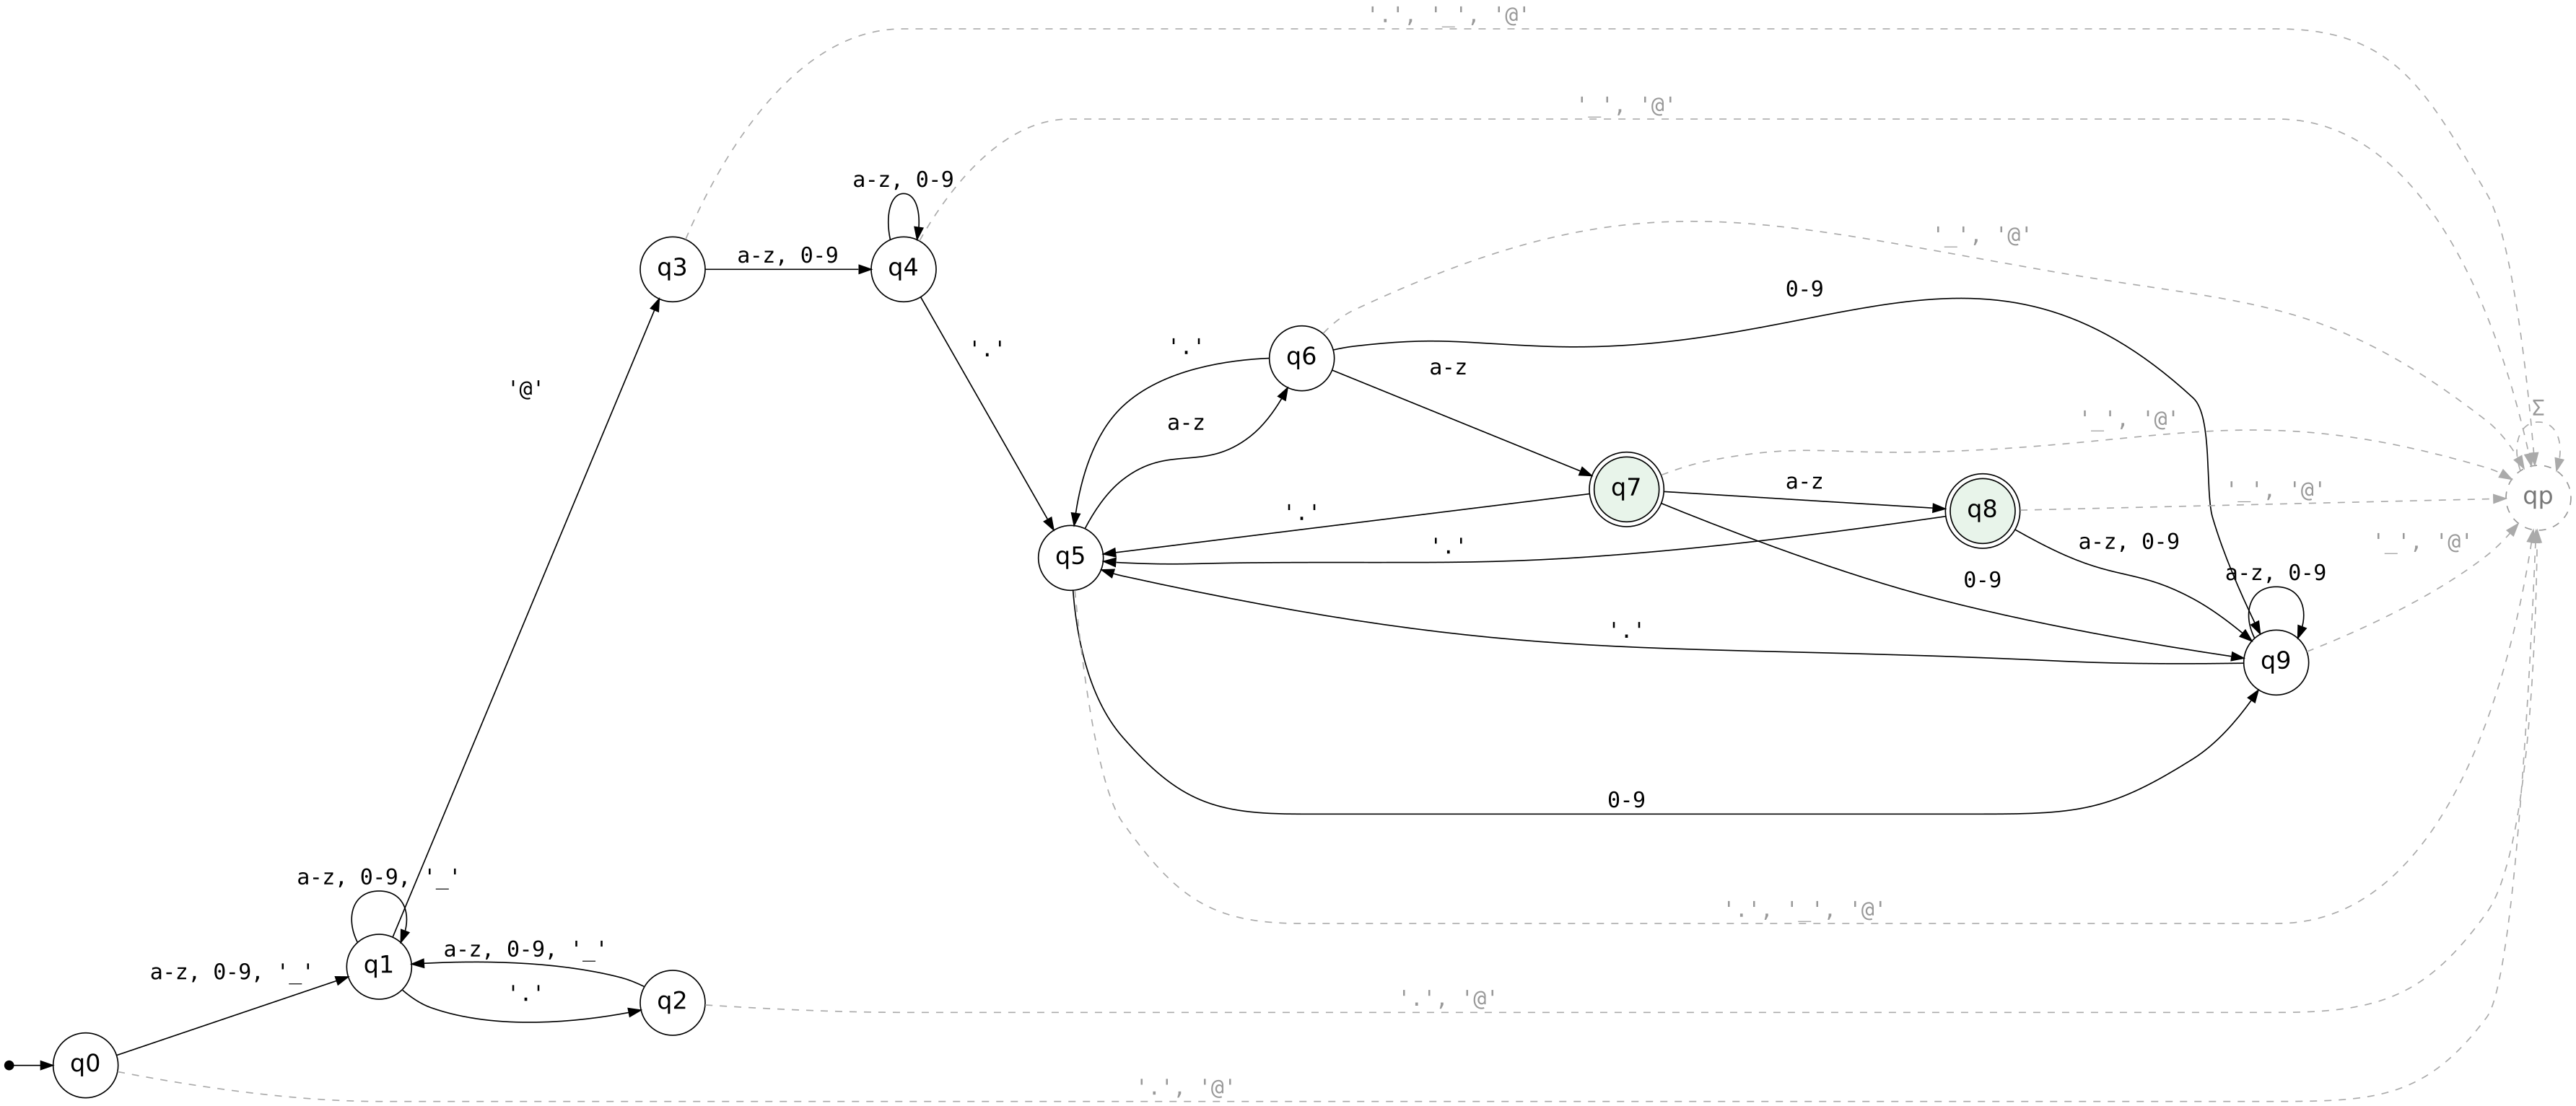 '.', '_', '@'
'_', '@'
a-z, 0-9
'_', '@'
a-z, 0-9
q3
q4
0-9
'.'
'.'
q6
a-z
'@'
Σ
a-z
'_', '@'
a-z
q7
'_', '@'
qp
'.'
q8
'.'
a-z, 0-9
'_', '@'
q5
a-z, 0-9
0-9
'.'
q9
0-9
a-z, 0-9, '_'
'.', '_', '@'
a-z, 0-9, '_'
q1
a-z, 0-9, '_'
'.'
q2
'.', '@'
q0
'.', '@'